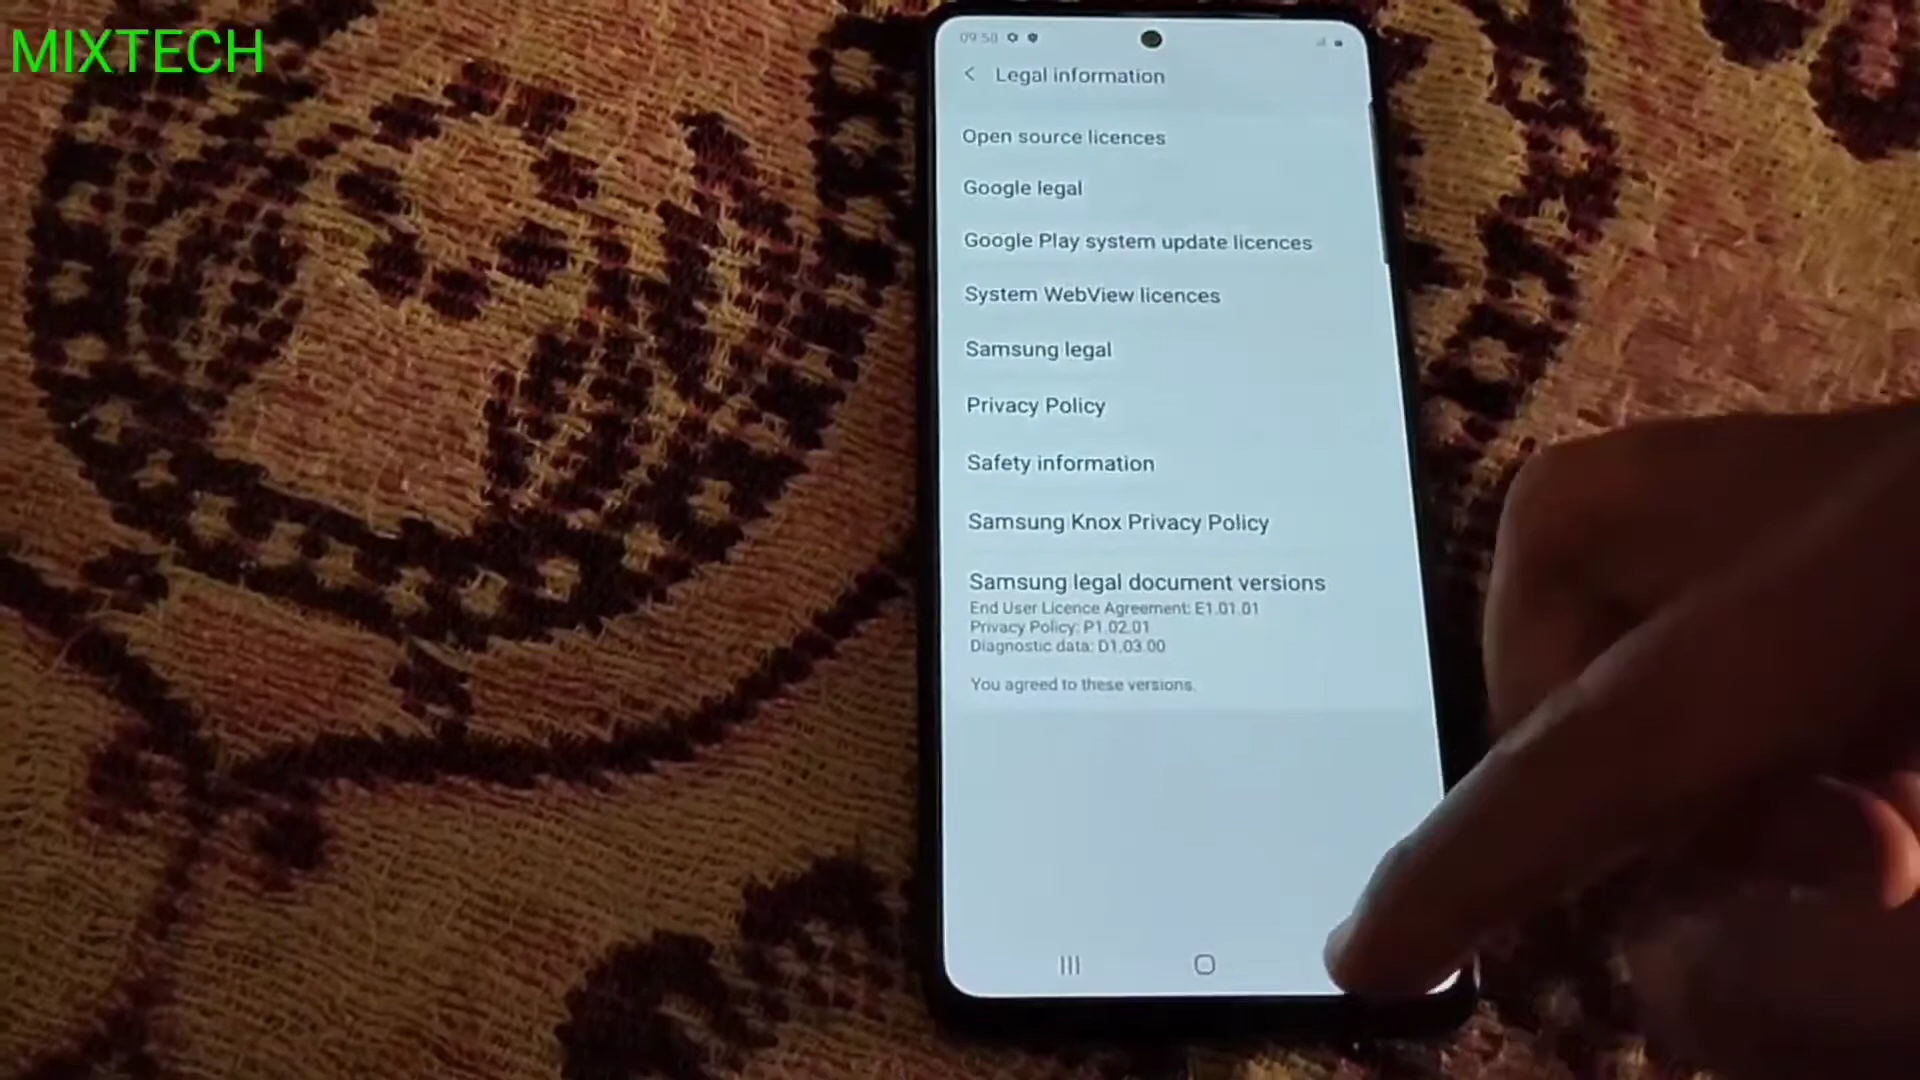 MIXTECH
09:50
Legal information
Open source licences
Google legal
Google Play system update licences
System WebView licences
Samsung legal
Privacy Policy
Safety information
Samsung Knox Privacy Policy
Samsung legal document versions
End User Licence Agreement: E1.01.01
Privacy Policy: P1.02.01
Diagnostic data: D1.03.00
You agreed to these versions.